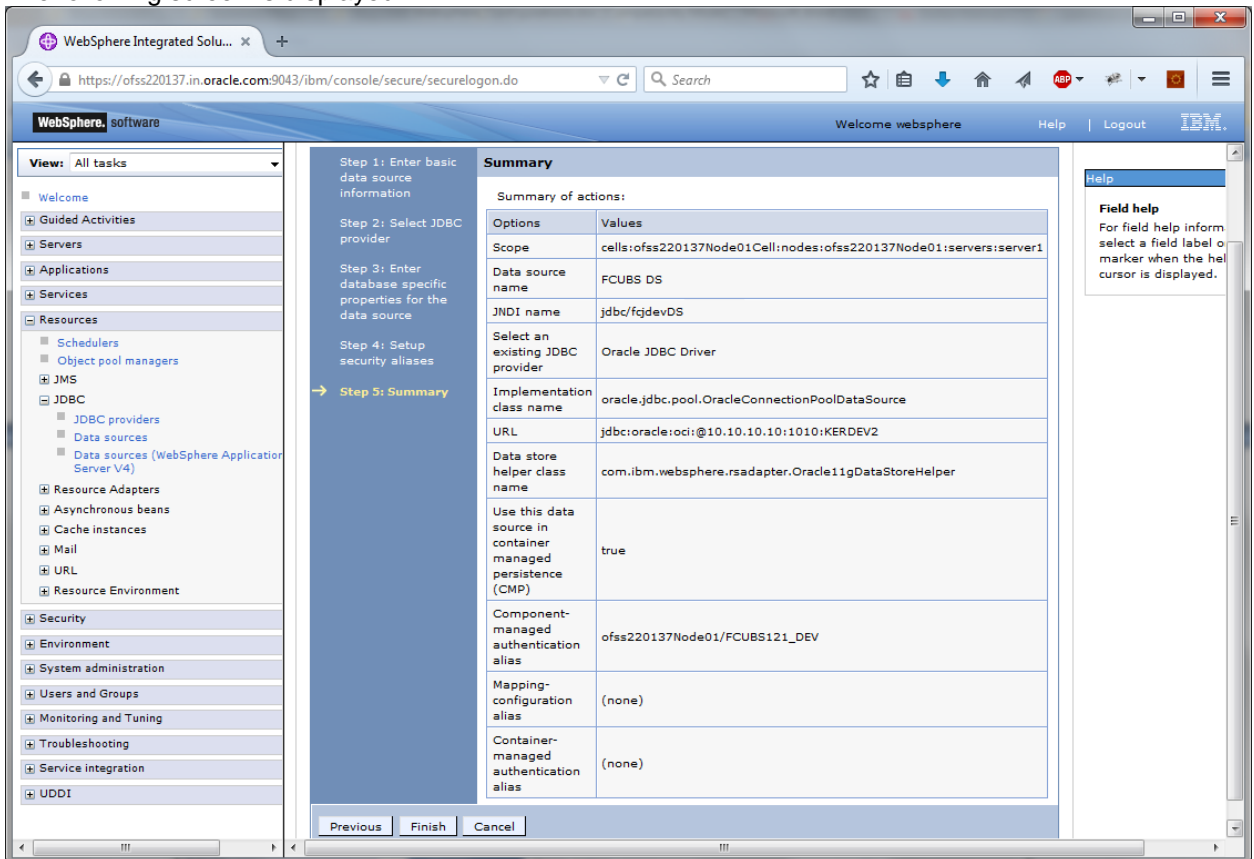 WebSphere Integrated Solu... × +
https://ofss220137.in.oracle.com:9043/ibm/console/secure/securelogon.do Search ABP
WebSphere. software Welcome websphere Help | Logout IBM.
View: All tasks
Welcome
Guided Activities
Servers
Applications
Services
Resources
Schedulers
Object pool managers
JMS
JDBC
JDBC providers
Data sources
Data sources (WebSphere Application
Server V4)
Resource Adapters
Asynchronous beans
Cache instances
Mail
URL
Resource Environment
Security
Environment
System administration
Users and Groups
Monitoring and Tuning
Troubleshooting
Service integration
UDDI
Step 1: Enter basic
data source
information
Step 2: Select JDBC
provider
Step 3: Enter
database specific
properties for the
data source
Step 4: Setup
security aliases
→ Step 5: Summary
Summary
Summary of actions:
Options Values
Scope cells:ofss220137Node01Cell:nodes:ofss220137Node01:servers:server1
Data source
name
FCUBS DS
JNDI name jdbc/fcjdevDS
Select an
existing JDBC
provider
Oracle JDBC Driver
Implementation
class name
oracle.jdbc.pool.OracleConnectionPoolDataSource
URL jdbc:oracle:oci:@10.10.10.10:1010:KERDEV2
Data store
helper class
name
com.ibm.websphere.rsadapter.Oracle11gDataStoreHelper
Use this data
source in
container
managed
persistence
(CMP)
true
Component-
managed
authentication
alias
ofss220137Node01/FCUBS121_DEV
Mapping-
configuration
alias
(none)
Container-
managed
authentication
alias
(none)
Previous Finish Cancel
Help
Field help
For field help inform
select a field label o
marker when the hel
cursor is displayed.